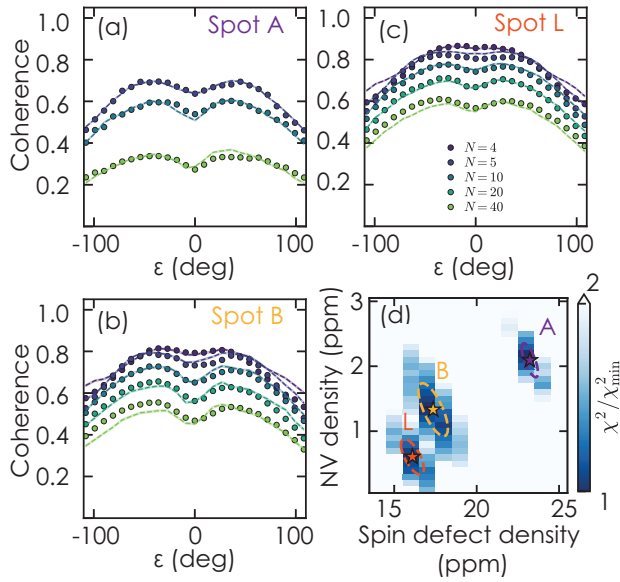 (a) Spot A
1.0
0.8
0.6
0.4
0.2
Coherence
-100 0 100
ε (deg)
(c) Spot L
1.0
0.8
0.6
0.4
0.2
N = 4
N = 5
N = 10
N = 20
N = 40
-100 0 100
ε (deg)
(b) Spot B
1.0
0.8
0.6
0.4
0.2
Coherence
-100 0 100
ε (deg)
(d)
A
B
L
3
2
1
NV density (ppm)
15 20 25
Spin defect density
(ppm)
2
1
χ²/χ²min